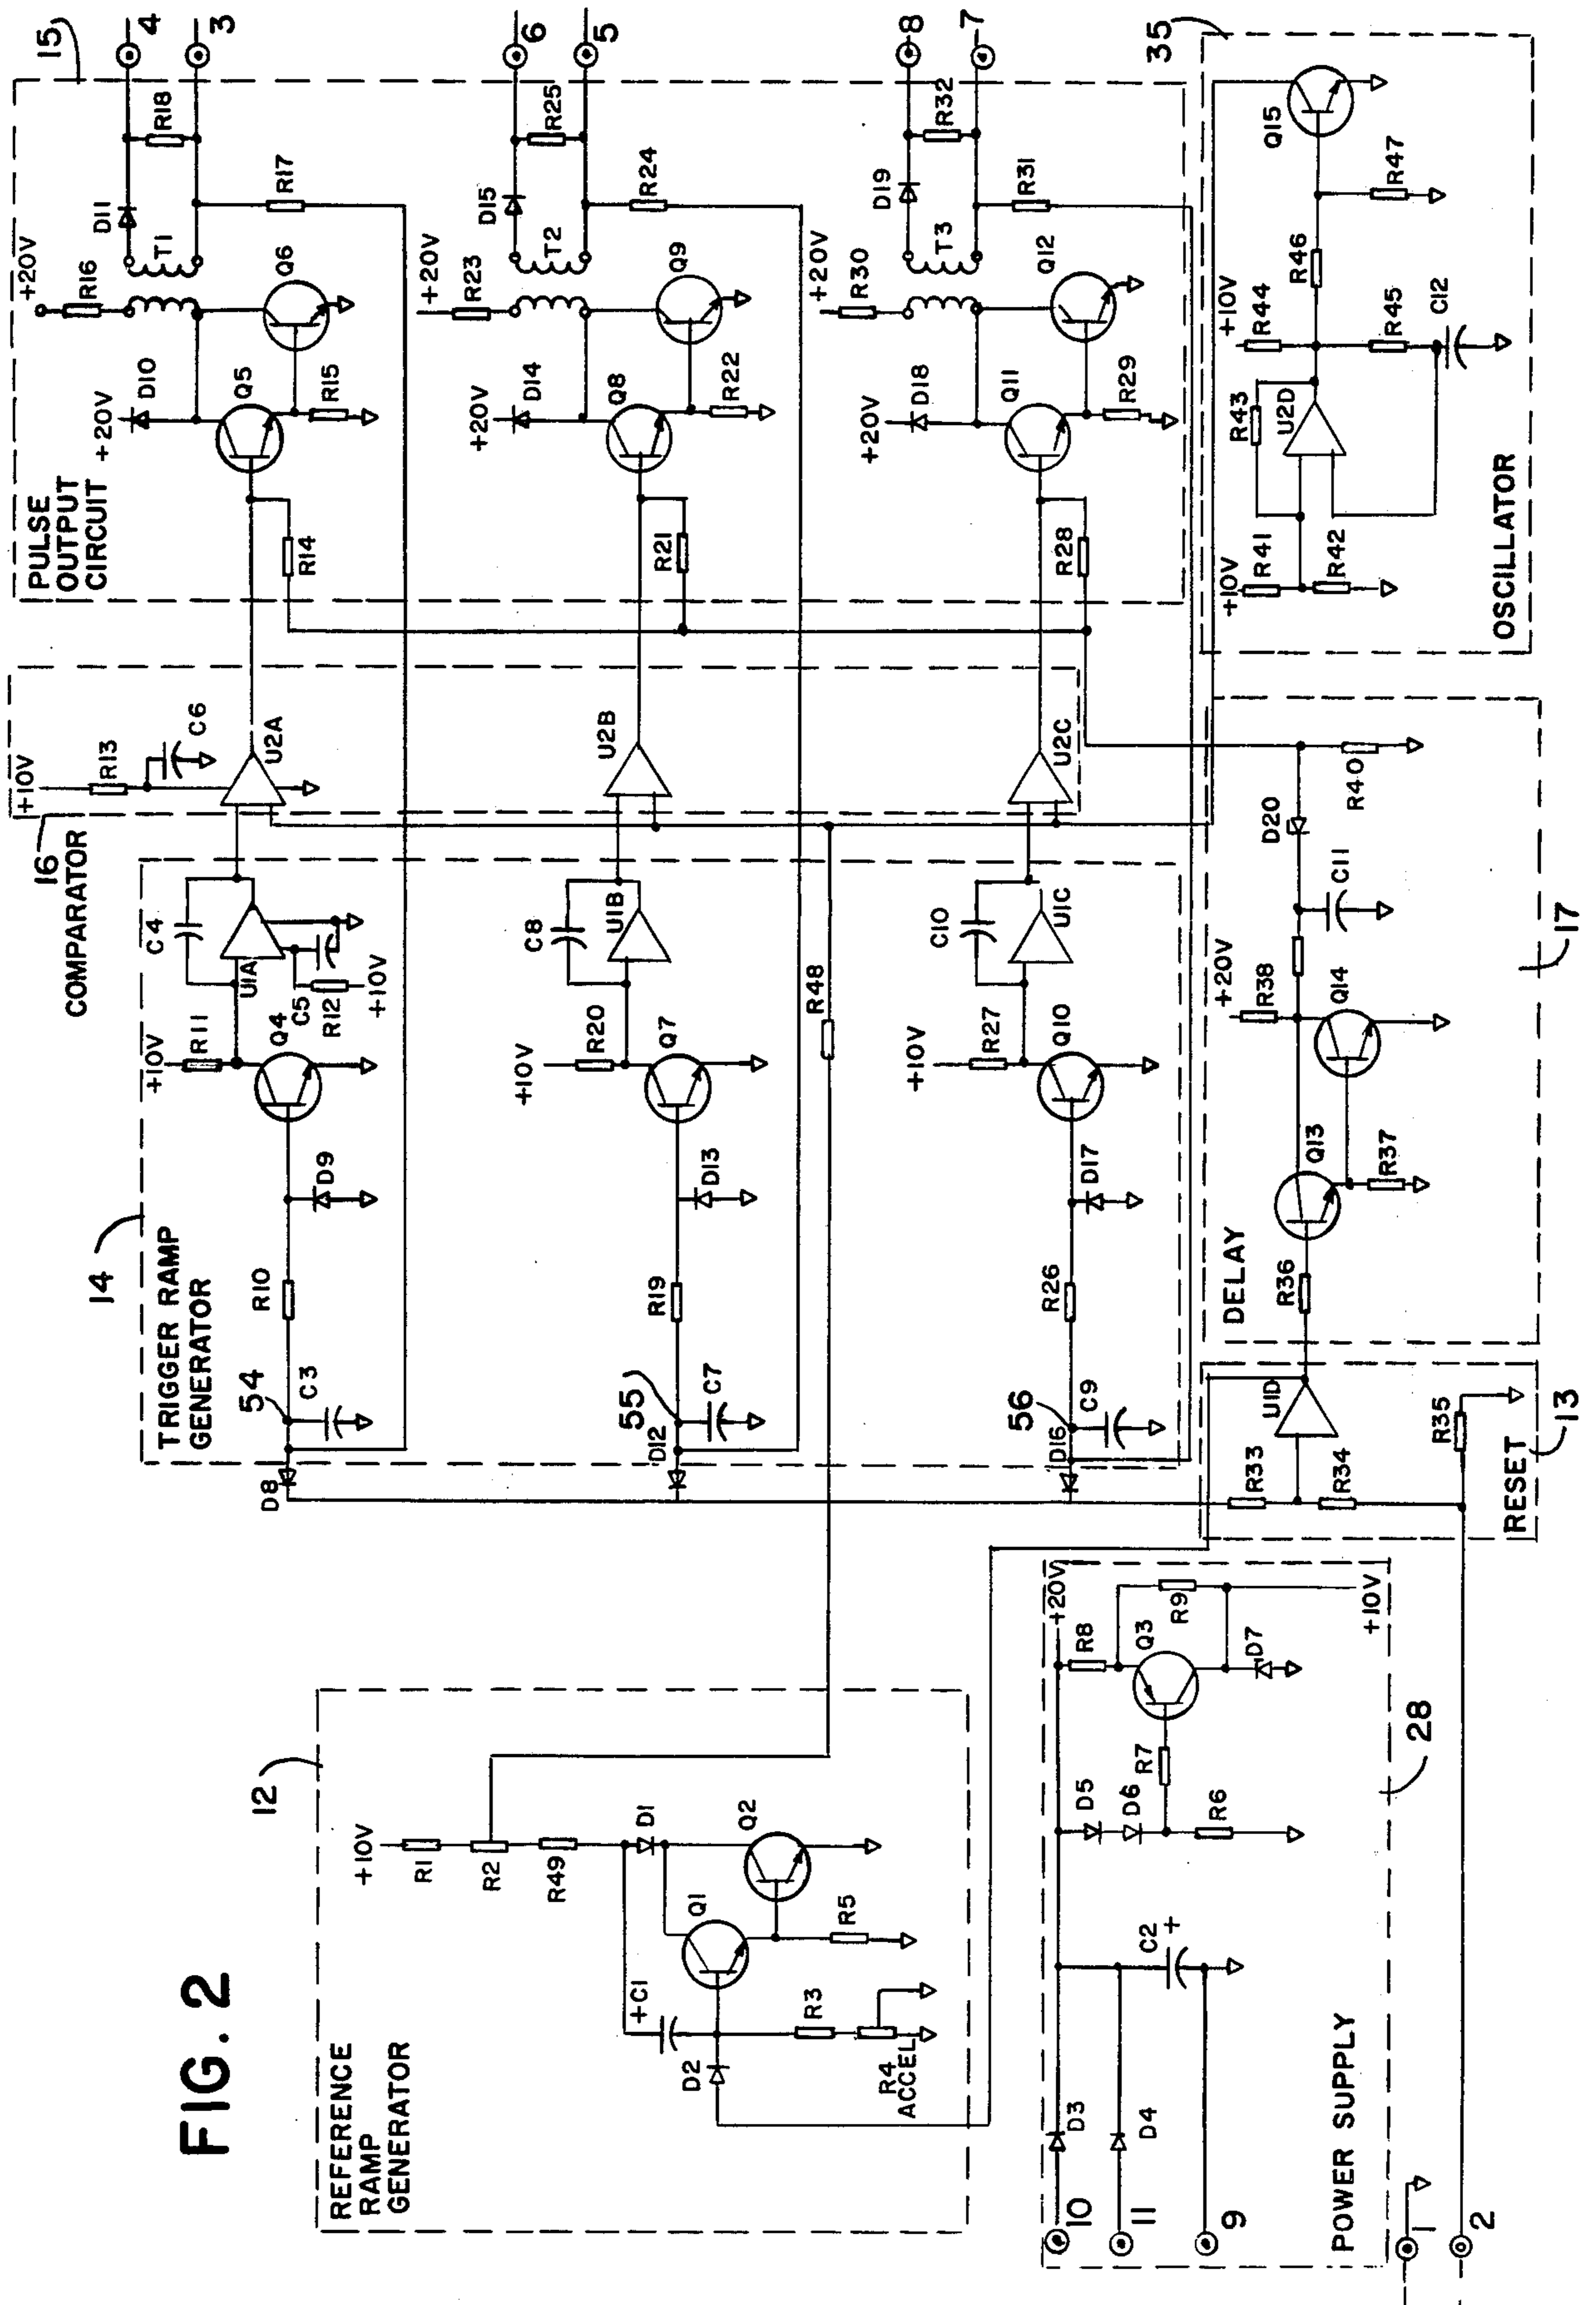 FIG. 2
15
4
3
6
5
8
7
35
PULSE
OUTPUT
CIRCUIT
+20V
R16
D11
R18
T1
R17
+20V
D10
Q5
Q6
R15
R14
+20V
R23
D15
R25
T2
R24
+20V
D14
Q8
Q9
R22
R21
+20V
R30
D19
R32
T3
R31
+20V
D18
Q11
Q12
R29
R28
OSCILLATOR
+10V
R41
R42
R43
U2D
+10V
R44
R45
C12
R46
Q15
R47
16
COMPARATOR
+10V
R13
C6
U2A
U2B
U2C
14
TRIGGER RAMP
GENERATOR
C4
U1A
C5
R12
+10V
+10V
R11
Q4
D9
R10
54
C3
D8
C8
U1B
+10V
R20
Q7
D13
R19
55
C7
D12
R48
C10
U1C
+10V
R27
Q10
D17
R26
56
C9
D16
DELAY
17
R36
Q13
R37
Q14
+20V
R38
C11
D20
R40
RESET
13
R33
R34
U1D
R35
12
REFERENCE
RAMP
GENERATOR
+10V
R1
R2
R49
D1
Q2
Q1
R5
+C1
D2
R3
R4
ACCEL
28
POWER SUPPLY
10
11
9
D3
D4
C2 +
D5
D6
R7
R6
+20V
R8
Q3
R9
D7
+10V
1
2